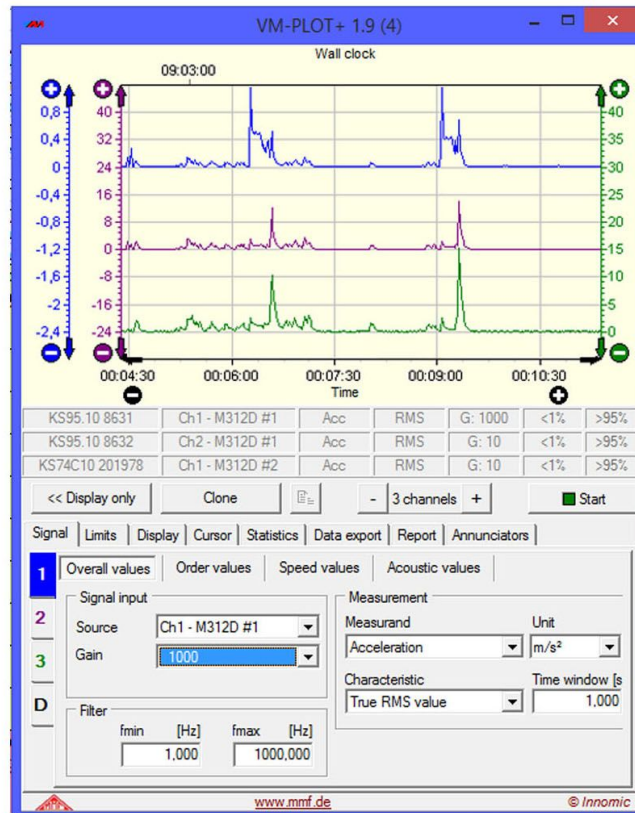 VM-PLOT+ 1.9 (4)
Wall clock
09:03:00
0,8 40 40
0,4 32 35
0 24 30
-0,4 16 25
-0,8 8 20
-1,2 0 15
-1,6 -8 10
-2 -16 5
-2,4 -24 0
00:04:30 00:06:00 00:07:30 00:09:00 00:10:30
Time
KS95.10 8631 Ch1 - M312D #1 Acc RMS G: 1000 <1% >95%
KS95.10 8632 Ch2 - M312D #1 Acc RMS G: 10 <1% >95%
KS74C10 201978 Ch1 - M312D #2 Acc RMS G: 10 <1% >95%
<< Display only Clone - 3 channels + Start
Signal Limits Display Cursor Statistics Data export Report Annunciators
1 Overall values Order values Speed values Acoustic values
Signal input Measurement
2 Source Ch1 - M312D #1 Measurand Unit
3 Gain 1000 Acceleration m/s²
D Characteristic Time window [s
True RMS value 1,000
Filter
fmin [Hz] fmax [Hz]
1,000 1000,000
www.mmf.de © Innomic